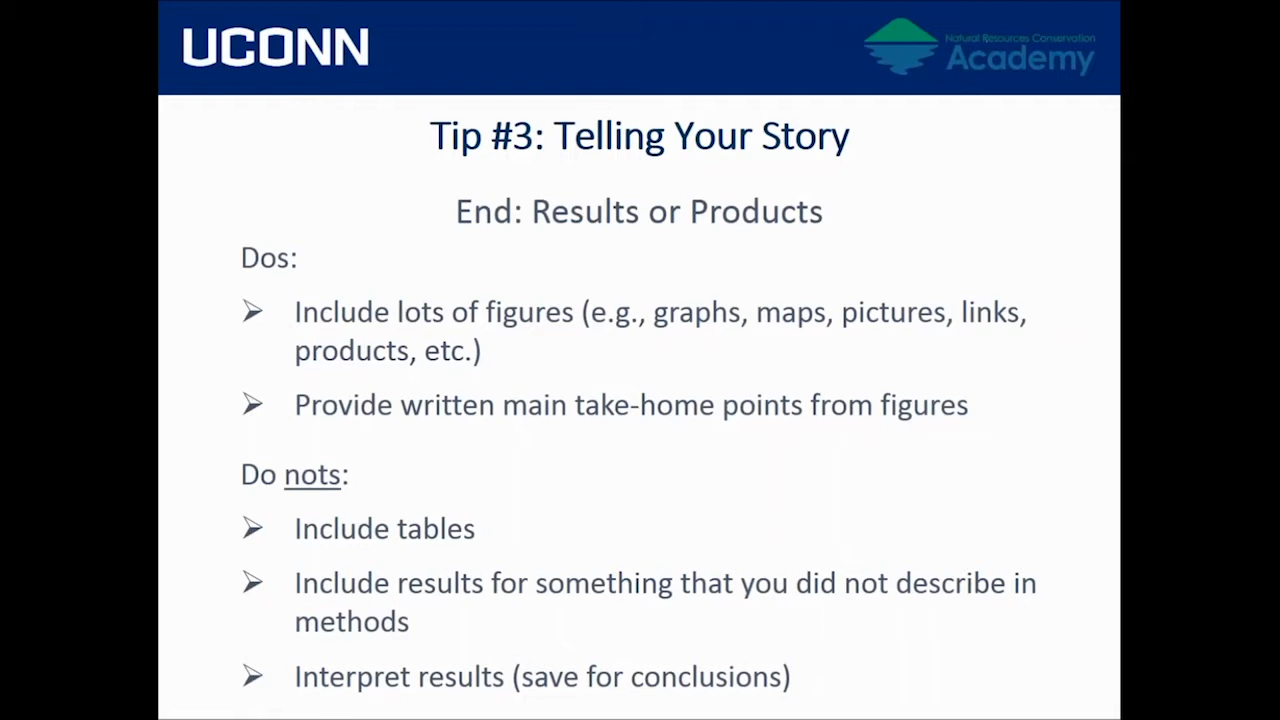 UCONN
Natural Resources Conservation
Academy
Tip #3: Telling Your Story
End: Results or Products
Dos:
➢ Include lots of figures (e.g., graphs, maps, pictures, links,
products, etc.)
➢ Provide written main take-home points from figures
Do nots:
➢ Include tables
➢ Include results for something that you did not describe in
methods
➢ Interpret results (save for conclusions)